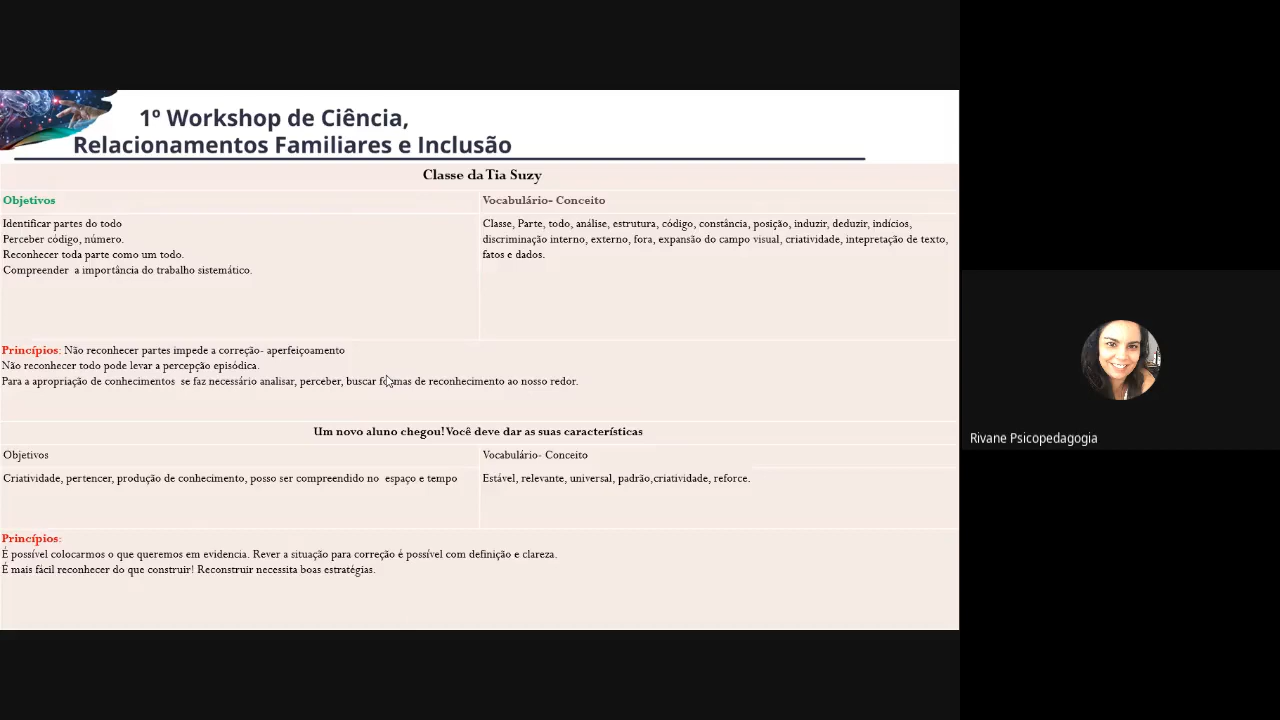 1º Workshop de Ciência,
Relacionamentos Familiares e Inclusão
Classe da Tia Suzy
Objetivos
Vocabulário- Conceito
Identificar partes do todo
Perceber código, número.
Reconhecer toda parte como um todo.
Compreender a importância do trabalho sistemático.
Classe, Parte, todo, análise, estrutura, código, constância, posição, induzir, deduzir, indícios,
discriminação interno, externo, fora, expansão do campo visual, criatividade, intepretação de texto,
fatos e dados.
Princípios: Não reconhecer partes impede a correção- aperfeiçoamento
Não reconhecer todo pode levar a percepção episódica.
Para a apropriação de conhecimentos se faz necessário analisar, perceber, buscar formas de reconhecimento ao nosso redor.
Um novo aluno chegou! Você deve dar as suas características
Objetivos
Vocabulário- Conceito
Criatividade, pertencer, produção de conhecimento, posso ser compreendido no espaço e tempo
Estável, relevante, universal, padrão,criatividade, reforce.
Princípios:
É possível colocarmos o que queremos em evidencia. Rever a situação para correção é possível com definição e clareza.
É mais fácil reconhecer do que construir! Reconstruir necessita boas estratégias.
Rivane Psicopedagogia